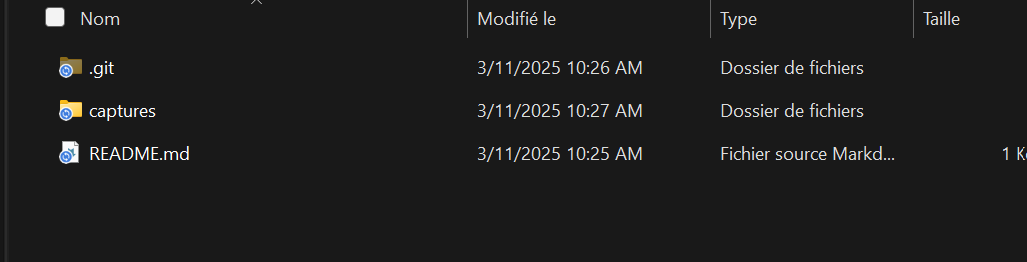 Nom Modifié le Type Taille
.git 3/11/2025 10:26 AM Dossier de fichiers
captures 3/11/2025 10:27 AM Dossier de fichiers
README.md 3/11/2025 10:25 AM Fichier source Markd... 1